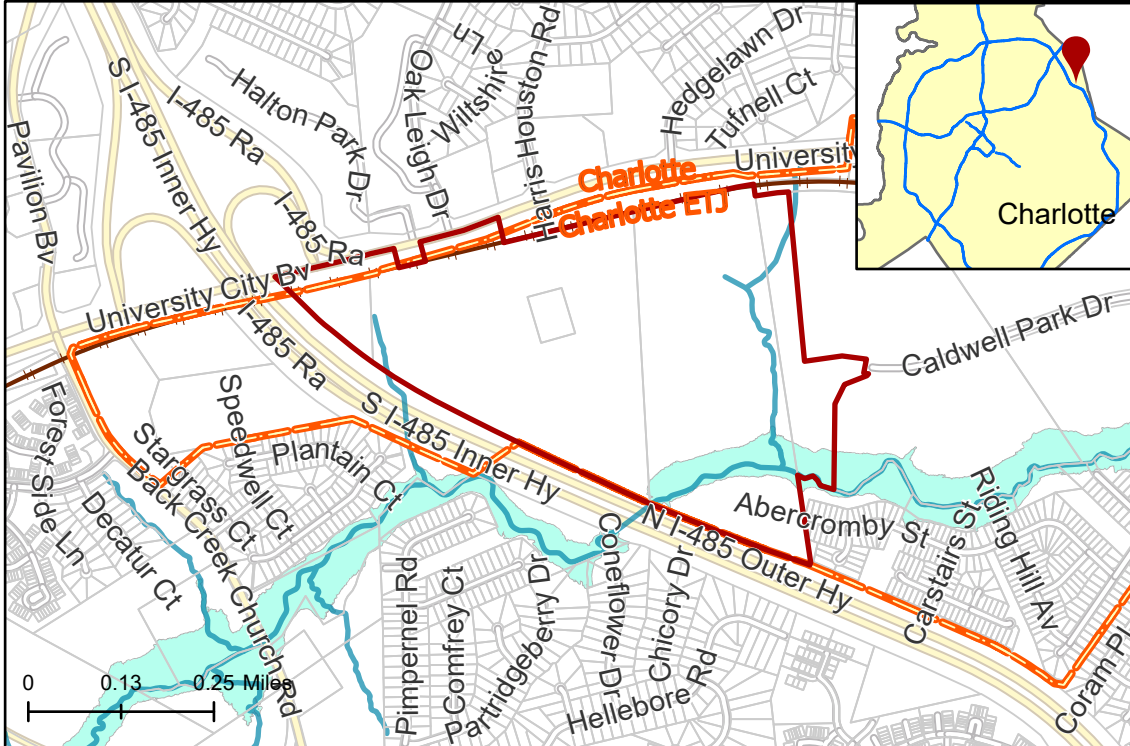 Pavilion Bv
S I-485 Inner Hy
I-485 Ra
Halton Park Dr
Oak Leigh Dr
Wiltshire Ln
Harris Houston Rd
Hedgelawn Dr
Tufnell Ct
University
Charlotte
Charlotte ETJ
Charlotte
I-485 Ra
University City Bv
I-485 Ra
Caldwell Park Dr
S I-485 Inner Hy
N I-485 Outer Hy
Forest Side Ln
Decatur Ct
Back Creek Church Rd
Stargrass Ct
Speedwell Ct
Plantain Ct
Abercromby St
Carstairs St
Riding Hill Av
Coram Pl
Pimpernel Rd
Comfrey Ct
Partridgeberry Dr
Coneflower Dr
Chicory Dr
Hellebore Rd
0 0.13 0.25 Miles